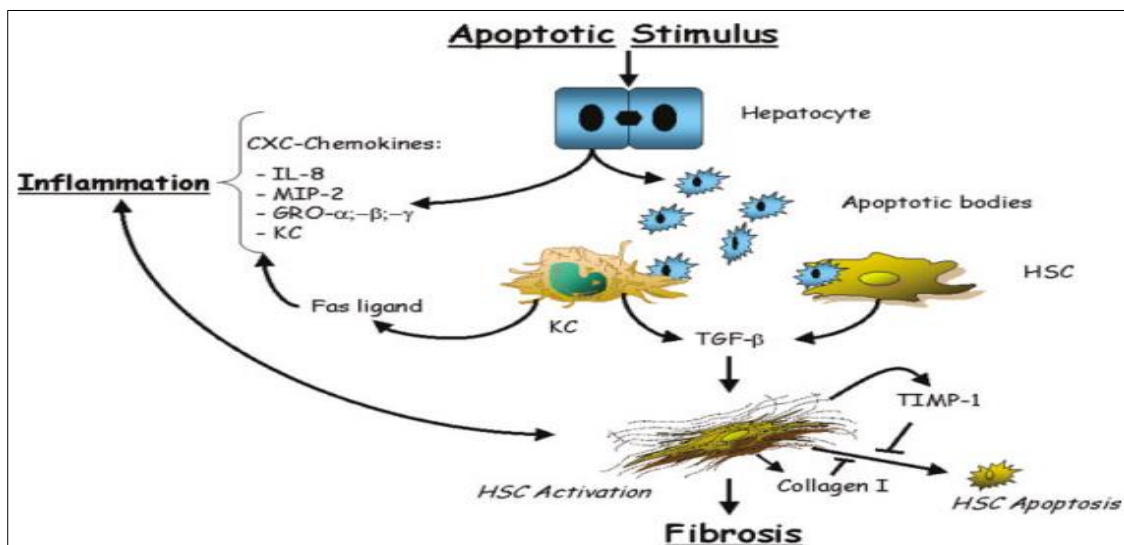 Apoptotic Stimulus
Hepatocyte
CXC-Chemokines:
- IL-8
- MIP-2
- GRO-α;-β;-γ
- KC
Inflammation
Apoptotic bodies
HSC
Fas ligand
KC
TGF-β
TIMP-1
HSC Activation
Collagen I
HSC Apoptosis
Fibrosis